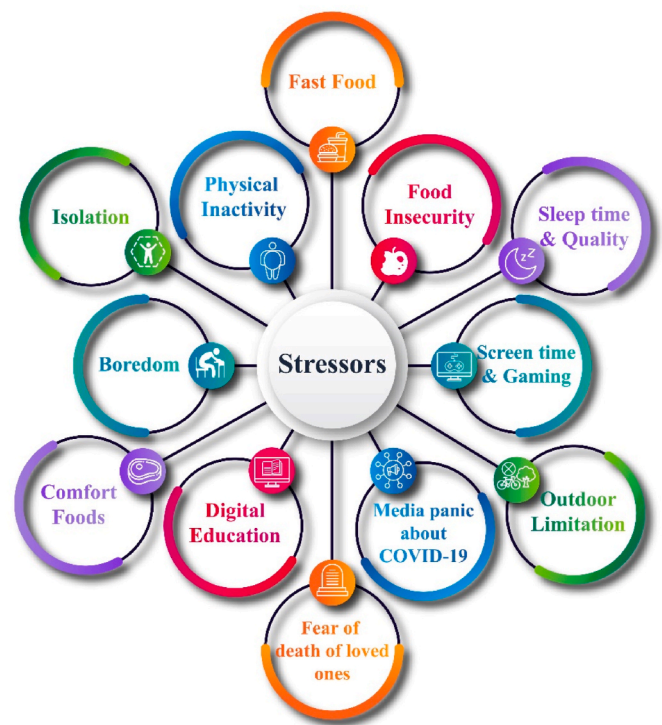 Fast Food
Physical
Inactivity
Food
Insecurity
Isolation
Sleep time
& Quality
Stressors
Boredom
Screen time
& Gaming
Comfort
Foods
Digital
Education
Media panic
about
COVID-19
Outdoor
Limitation
Fear of
death of loved
ones